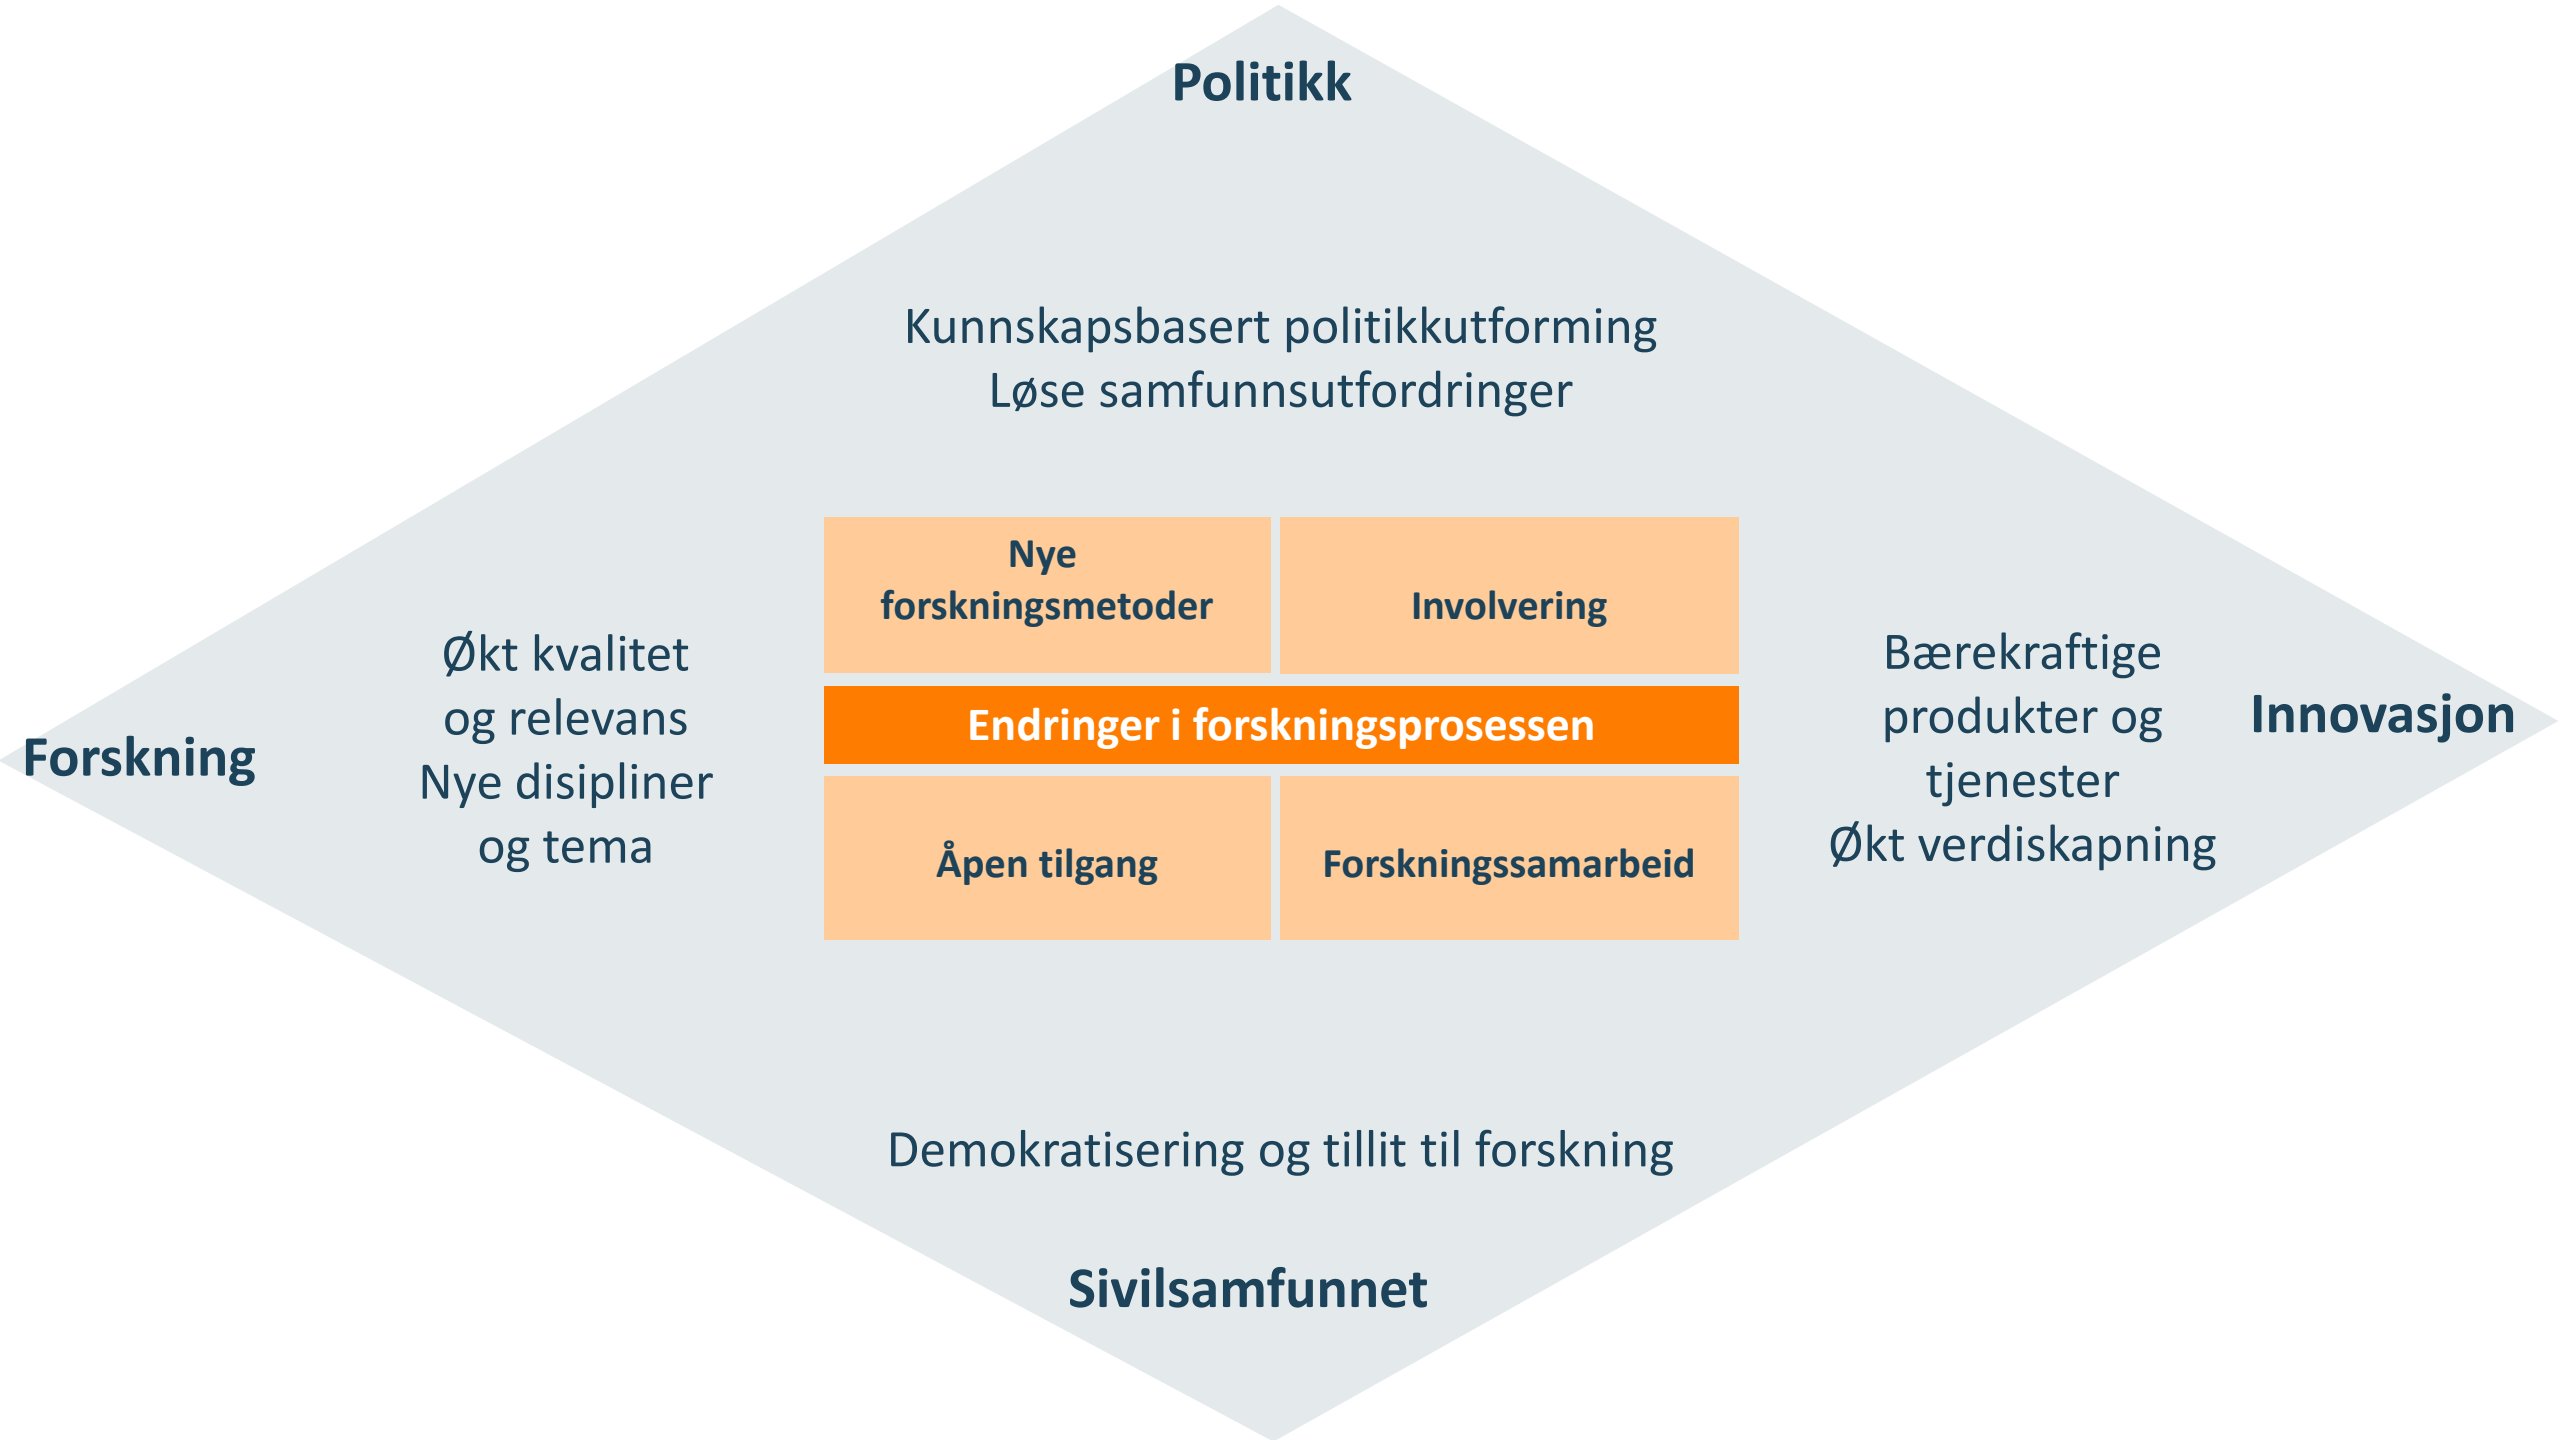 Politikk
Kunnskapsbasert politikkutforming
Løse samfunnsutfordringer
Forskning
Økt kvalitet
og relevans
Nye disipliner
og tema
Nye
forskningsmetoder
Involvering
Endringer i forskningsprosessen
Åpen tilgang
Forskningssamarbeid
Bærekraftige
produkter og
tjenester
Økt verdiskapning
Innovasjon
Demokratisering og tillit til forskning
Sivilsamfunnet